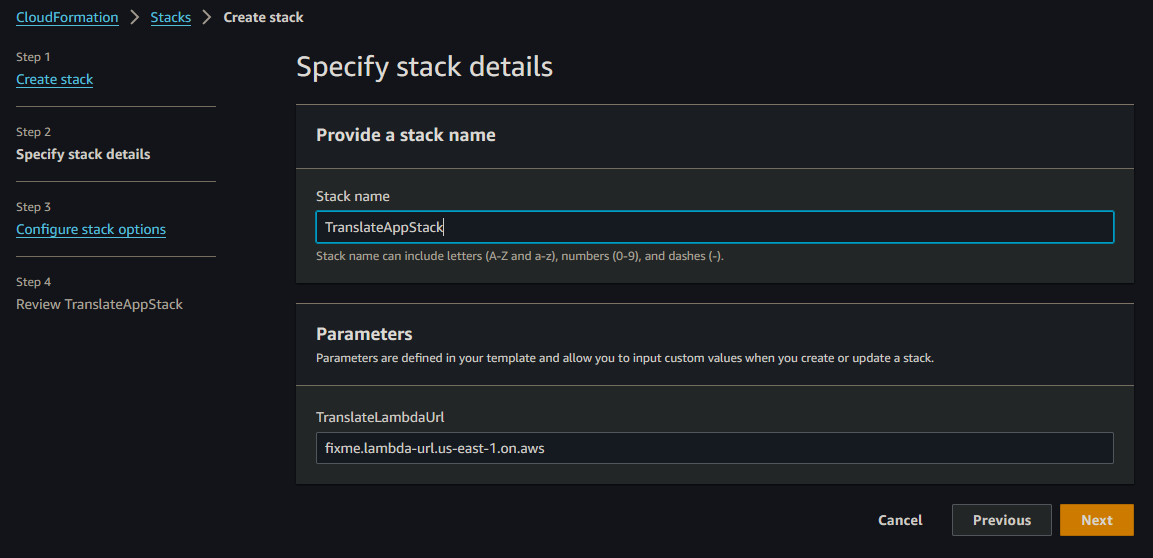 CloudFormation > Stacks > Create stack
Step 1
Create stack
Step 2
Specify stack details
Step 3
Configure stack options
Step 4
Review TranslateAppStack
Specify stack details
Provide a stack name
Stack name
TranslateAppStack
Stack name can include letters (A-Z and a-z), numbers (0-9), and dashes (-).
Parameters
Parameters are defined in your template and allow you to input custom values when you create or update a stack.
TranslateLambdaUrl
fixme.lambda-url.us-east-1.on.aws
Cancel
Previous
Next